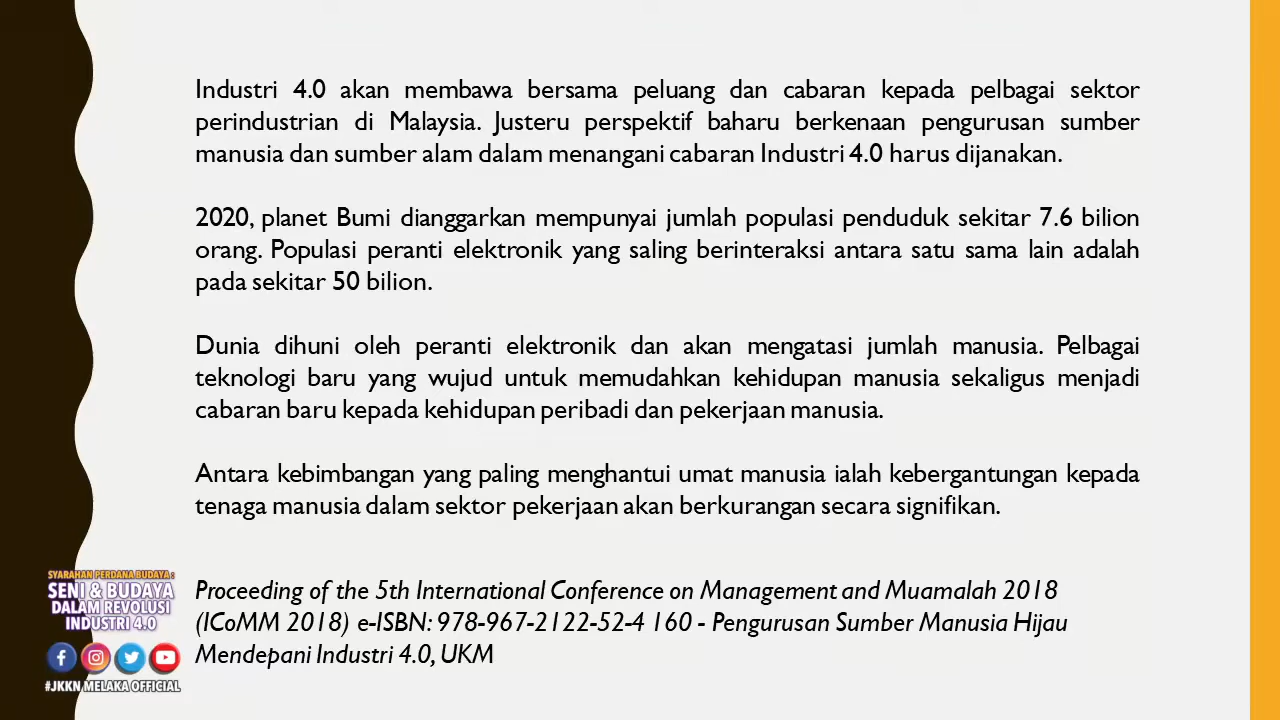 Industri 4.0 akan membawa bersama peluang dan cabaran kepada pelbagai sektor
perindustrian di Malaysia. Justeru perspektif baharu berkenaan pengurusan sumber
manusia dan sumber alam dalam menangani cabaran Industri 4.0 harus dijanakan.
2020, planet Bumi dianggarkan mempunyai jumlah populasi penduduk sekitar 7.6 bilion
orang. Populasi peranti elektronik yang saling berinteraksi antara satu sama lain adalah
pada sekitar 50 bilion.
Dunia dihuni oleh peranti elektronik dan akan mengatasi jumlah manusia. Pelbagai
teknologi baru yang wujud untuk memudahkan kehidupan manusia sekaligus menjadi
cabaran baru kepada kehidupan peribadi dan pekerjaan manusia.
Antara kebimbangan yang paling menghantui umat manusia ialah kebergantungan kepada
tenaga manusia dalam sektor pekerjaan akan berkurangan secara signifikan.
Proceeding of the 5th International Conference on Management and Muamalah 2018
(ICoMM 2018) e-ISBN: 978-967-2122-52-4 160 - Pengurusan Sumber Manusia Hijau
Mendepani Industri 4.0, UKM
SYARAHAN PERDANA BUDAYA :
SENI & BUDAYA
DALAM REVOLUSI
INDUSTRI 4.0
#JKKN MELAKA OFFICIAL